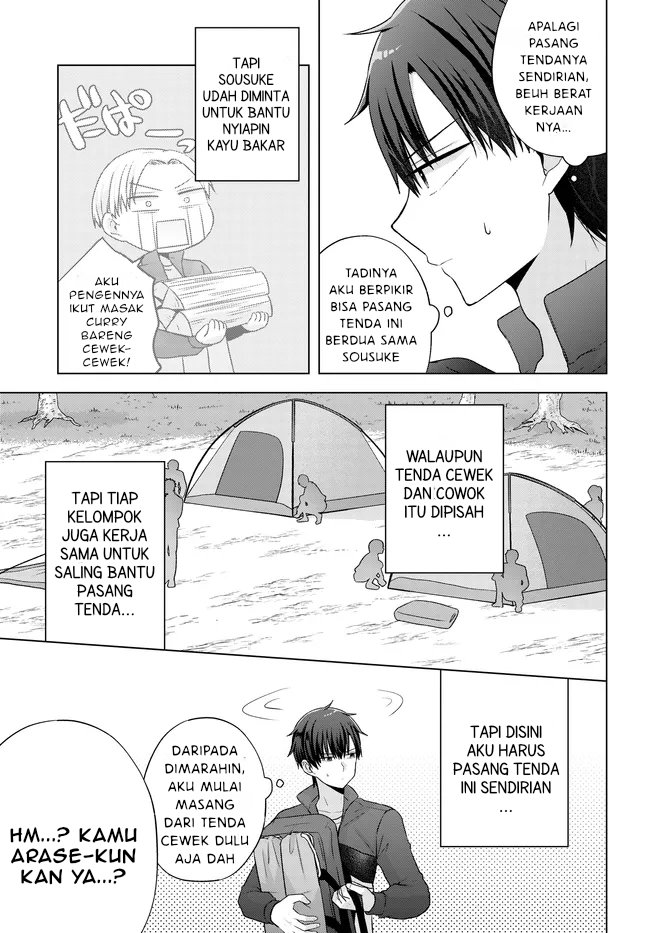 APALAGI
PASANG
TENDANYA
SENDIRIAN,
BEUH BERAT
KERJAAN
NYA...
TADINYA
AKU BERPIKIR
BISA PASANG
TENDA INI
BERDUA SAMA
SOUSUKE
TAPI
SOUSUKE
UDAH DIMINTA
UNTUK BANTU
NYIAPIN
KAYU BAKAR
だばー
AKU
PENGENNYA
IKUT MASAK
CURRY
BARENG
CEWEK-
CEWEK!
WALAUPUN
TENDA CEWEK
DAN COWOK
ITU DIPISAH
...
TAPI TIAP
KELOMPOK
JUGA KERJA
SAMA UNTUK
SALING BANTU
PASANG
TENDA...
TAPI DISINI
AKU HARUS
PASANG TENDA
INI SENDIRIAN
...
DARIPADA
DIMARAHIN,
AKU MULAI
MASANG
DARI TENDA
CEWEK DULU
AJA DAH
HM...? KAMU
ARASE-KUN
KAN YA...?